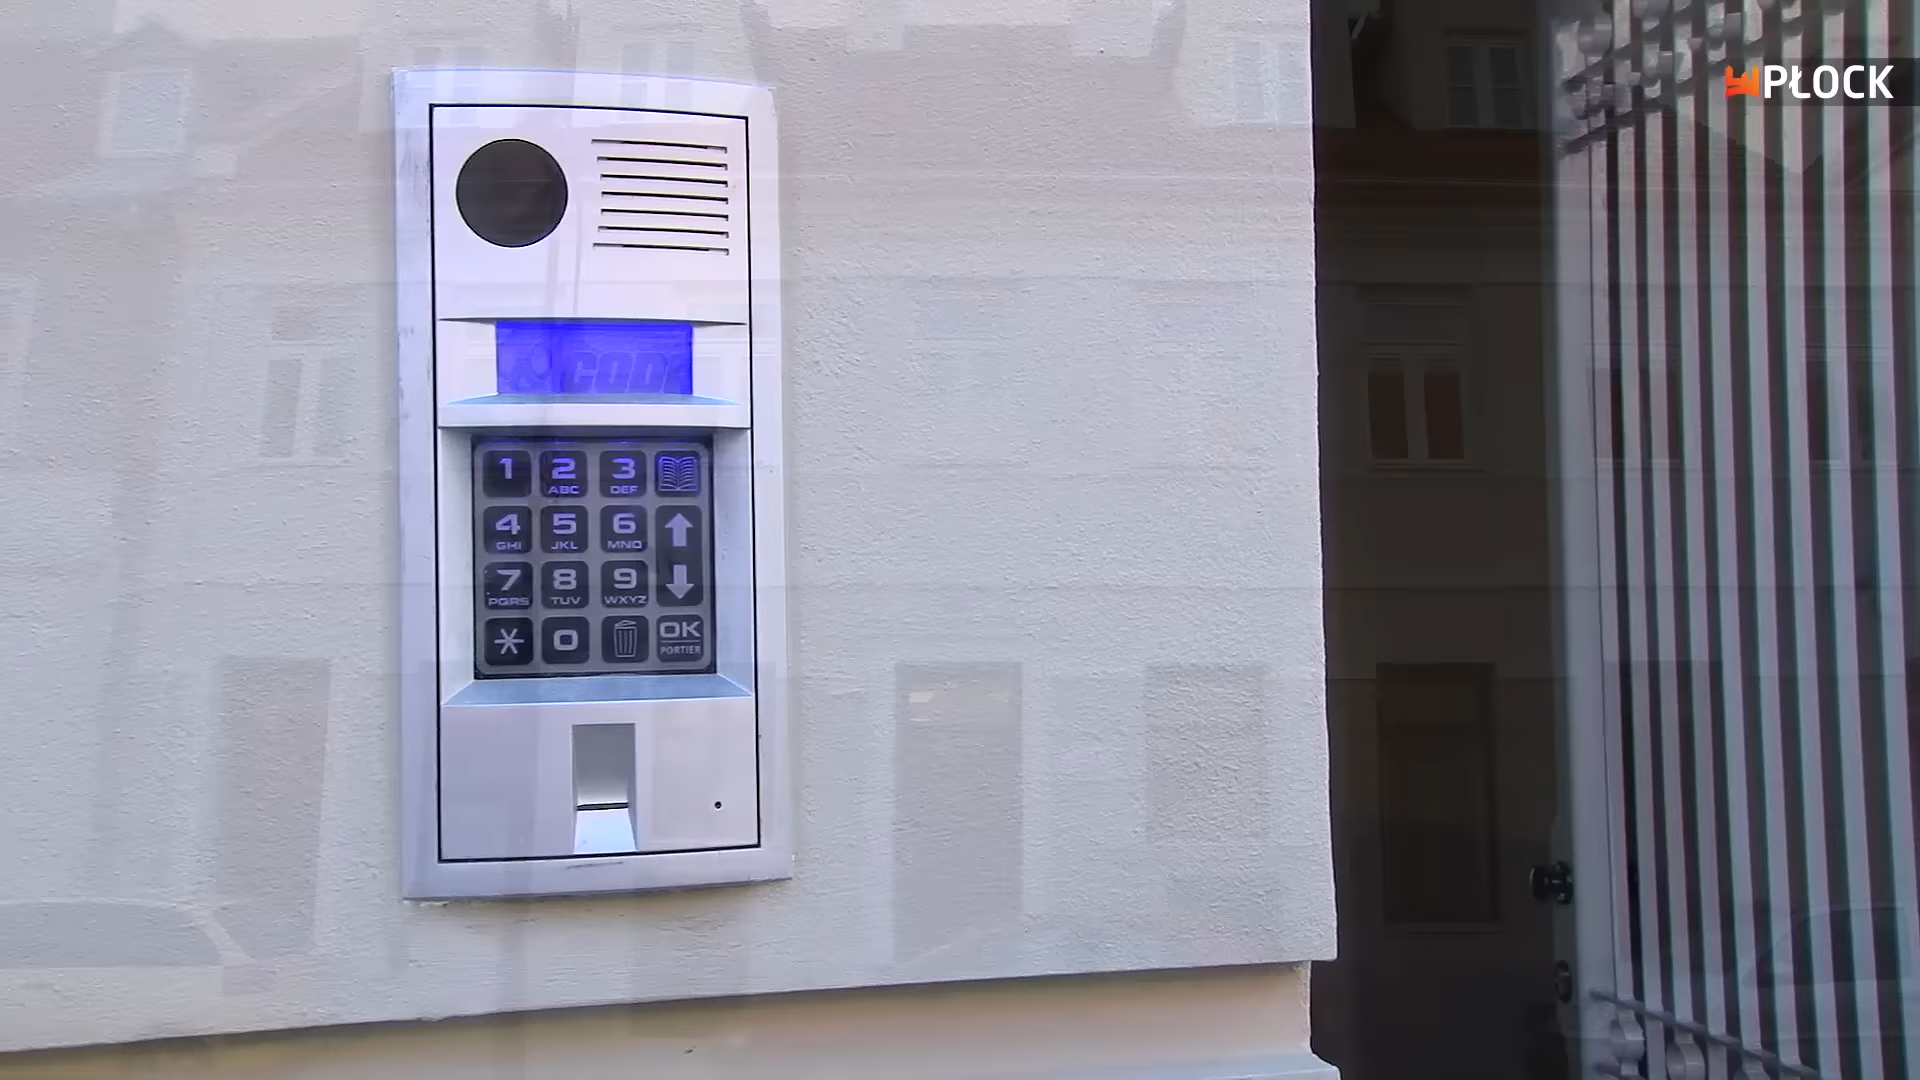 PŁOCK
COD
1 2 3
ABC DEF
4 5 6
GHI JKL MNO
7 8 9
PQRS TUV WXYZ
* 0 OK
PORTIER